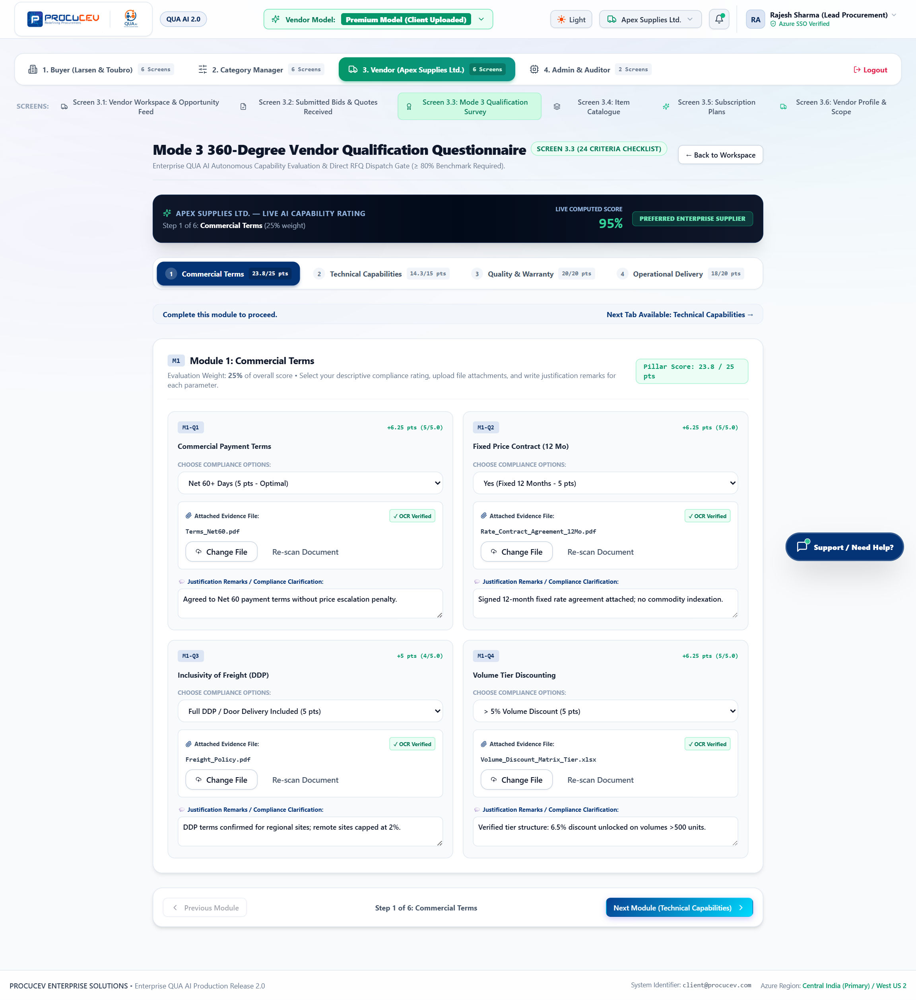 PROCUCEV
Redefining Procurement.
QUA AI
QUA AI 2.0
Vendor Model: Premium Model (Client Uploaded)
Light
Apex Supplies Ltd.
RA
Rajesh Sharma (Lead Procurement)
Azure SSO Verified
1. Buyer (Larsen & Toubro) 6 Screens
2. Category Manager 6 Screens
3. Vendor (Apex Supplies Ltd.) 6 Screens
4. Admin & Auditor 2 Screens
Logout
SCREENS:
Screen 3.1: Vendor Workspace & Opportunity
Feed
Screen 3.2: Submitted Bids & Quotes
Received
Screen 3.3: Mode 3 Qualification
Survey
Screen 3.4: Item
Catalogue
Screen 3.5: Subscription
Plans
Screen 3.6: Vendor Profile &
Scope
Mode 3 360-Degree Vendor Qualification Questionnaire SCREEN 3.3 (24 CRITERIA CHECKLIST)
Enterprise QUA AI Autonomous Capability Evaluation & Direct RFQ Dispatch Gate (≥ 80% Benchmark Required).
← Back to Workspace
APEX SUPPLIES LTD. — LIVE AI CAPABILITY RATING
Step 1 of 6: Commercial Terms (25% weight)
LIVE COMPUTED SCORE
95%
PREFERRED ENTERPRISE SUPPLIER
1 Commercial Terms 23.8/25 pts
2 Technical Capabilities 14.3/15 pts
3 Quality & Warranty 20/20 pts
4 Operational Delivery 18/20 pts
Complete this module to proceed.
Next Tab Available: Technical Capabilities →
M1 Module 1: Commercial Terms
Evaluation Weight: 25% of overall score • Select your descriptive compliance rating, upload file attachments, and write justification remarks for
each parameter.
Pillar Score: 23.8 / 25
pts
M1-Q1
+6.25 pts (5/5.0)
Commercial Payment Terms
CHOOSE COMPLIANCE OPTIONS:
Net 60+ Days (5 pts - Optimal)
Attached Evidence File:
✓ OCR Verified
Terms_Net60.pdf
Change File
Re-scan Document
Justification Remarks / Compliance Clarification:
Agreed to Net 60 payment terms without price escalation penalty.
M1-Q2
+6.25 pts (5/5.0)
Fixed Price Contract (12 Mo)
CHOOSE COMPLIANCE OPTIONS:
Yes (Fixed 12 Months - 5 pts)
Attached Evidence File:
✓ OCR Verified
Rate_Contract_Agreement_12Mo.pdf
Change File
Re-scan Document
Justification Remarks / Compliance Clarification:
Signed 12-month fixed rate agreement attached; no commodity indexation.
M1-Q3
+5 pts (4/5.0)
Inclusivity of Freight (DDP)
CHOOSE COMPLIANCE OPTIONS:
Full DDP / Door Delivery Included (5 pts)
Attached Evidence File:
✓ OCR Verified
Freight_Policy.pdf
Change File
Re-scan Document
Justification Remarks / Compliance Clarification:
DDP terms confirmed for regional sites; remote sites capped at 2%.
M1-Q4
+6.25 pts (5/5.0)
Volume Tier Discounting
CHOOSE COMPLIANCE OPTIONS:
> 5% Volume Discount (5 pts)
Attached Evidence File:
✓ OCR Verified
Volume_Discount_Matrix_Tier.xlsx
Change File
Re-scan Document
Justification Remarks / Compliance Clarification:
Verified tier structure: 6.5% discount unlocked on volumes >500 units.
Support / Need Help?
Previous Module
Step 1 of 6: Commercial Terms
Next Module (Technical Capabilities)
PROCUCEV ENTERPRISE SOLUTIONS • Enterprise QUA AI Production Release 2.0
System Identifier: client@procucev.com
Azure Region: Central India (Primary) / West US 2